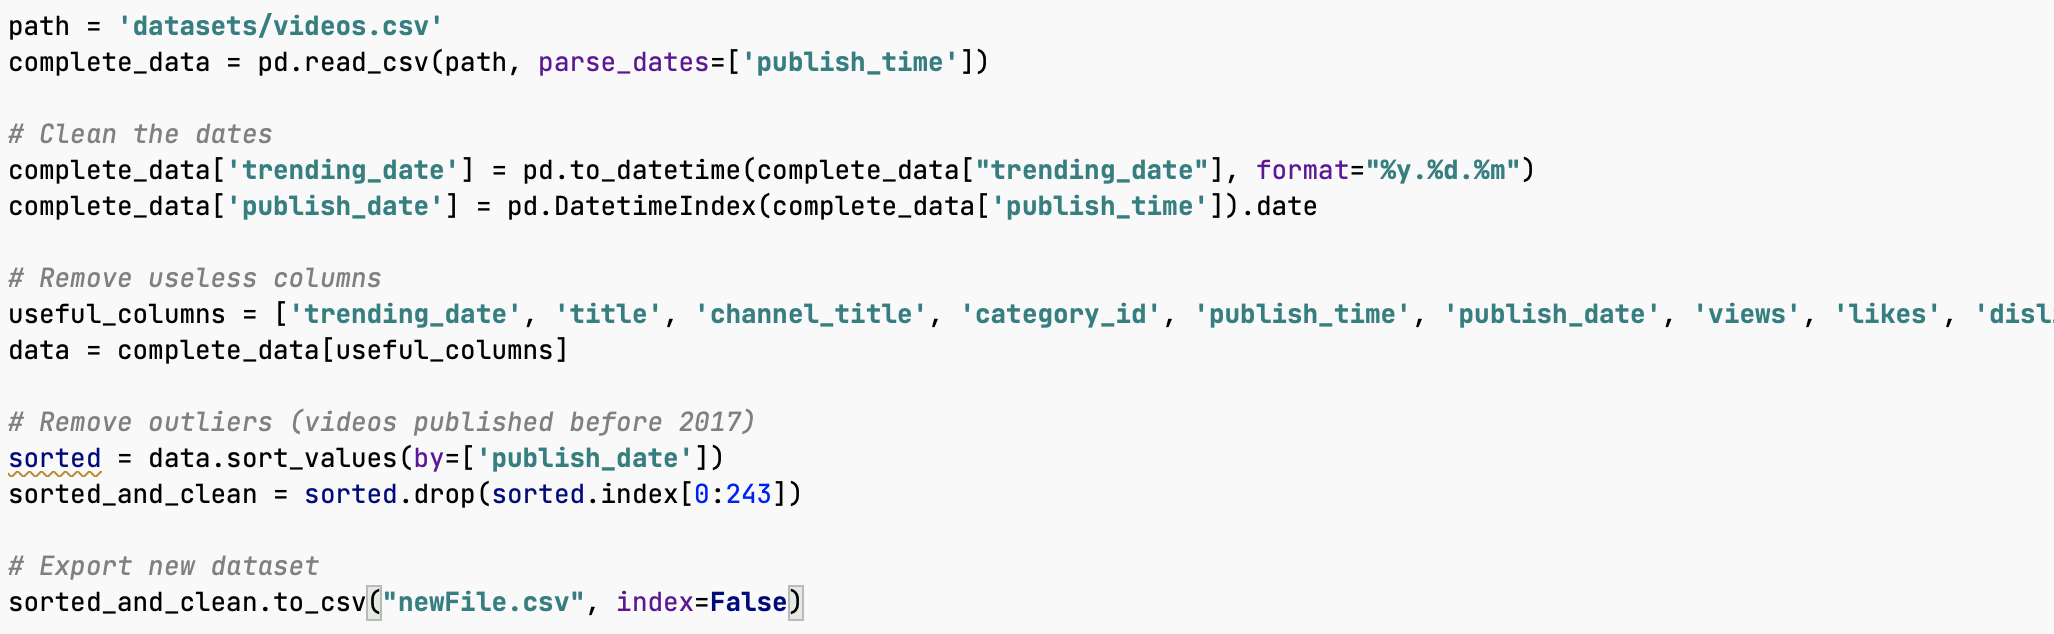 path = 'datasets/videos.csv'
complete_data = pd.read_csv(path, parse_dates=['publish_time'])
# Clean the dates
complete_data['trending_date'] = pd.to_datetime(complete_data["trending_date"], format="%y.%d.%m")
complete_data['publish_date'] = pd.DatetimeIndex(complete_data['publish_time']).date
# Remove useless columns
useful_columns = ['trending_date', 'title', 'channel_title', 'category_id', 'publish_time', 'publish_date', 'views', 'likes',
data = complete_data[useful_columns]
# Remove outliers (videos published before 2017)
sorted = data.sort_values(by=['publish_date'])
sorted_and_clean = sorted.drop(sorted.index[0:243])
# Export new dataset
sorted_and_clean.to_csv("newFile.csv", index=False)